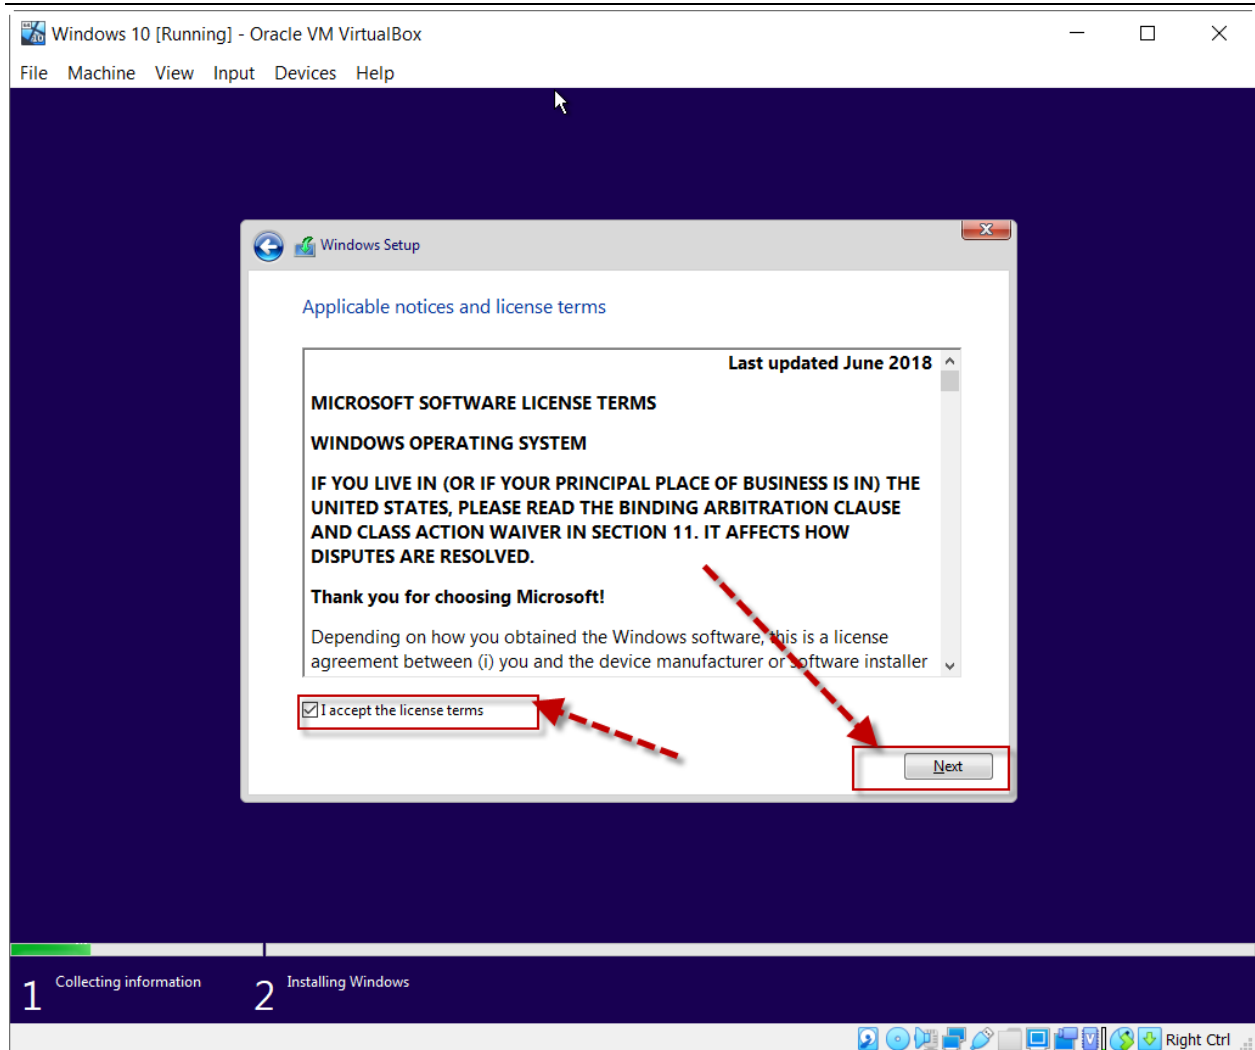 Windows 10 [Running] - Oracle VM VirtualBox
File Machine View Input Devices Help
Windows Setup
Applicable notices and license terms
Last updated June 2018
MICROSOFT SOFTWARE LICENSE TERMS
WINDOWS OPERATING SYSTEM
IF YOU LIVE IN (OR IF YOUR PRINCIPAL PLACE OF BUSINESS IS IN) THE
UNITED STATES, PLEASE READ THE BINDING ARBITRATION CLAUSE
AND CLASS ACTION WAIVER IN SECTION 11. IT AFFECTS HOW
DISPUTES ARE RESOLVED.
Thank you for choosing Microsoft!
Depending on how you obtained the Windows software, this is a license
agreement between (i) you and the device manufacturer or software installer
I accept the license terms
Next
1 Collecting information 2 Installing Windows
Right Ctrl